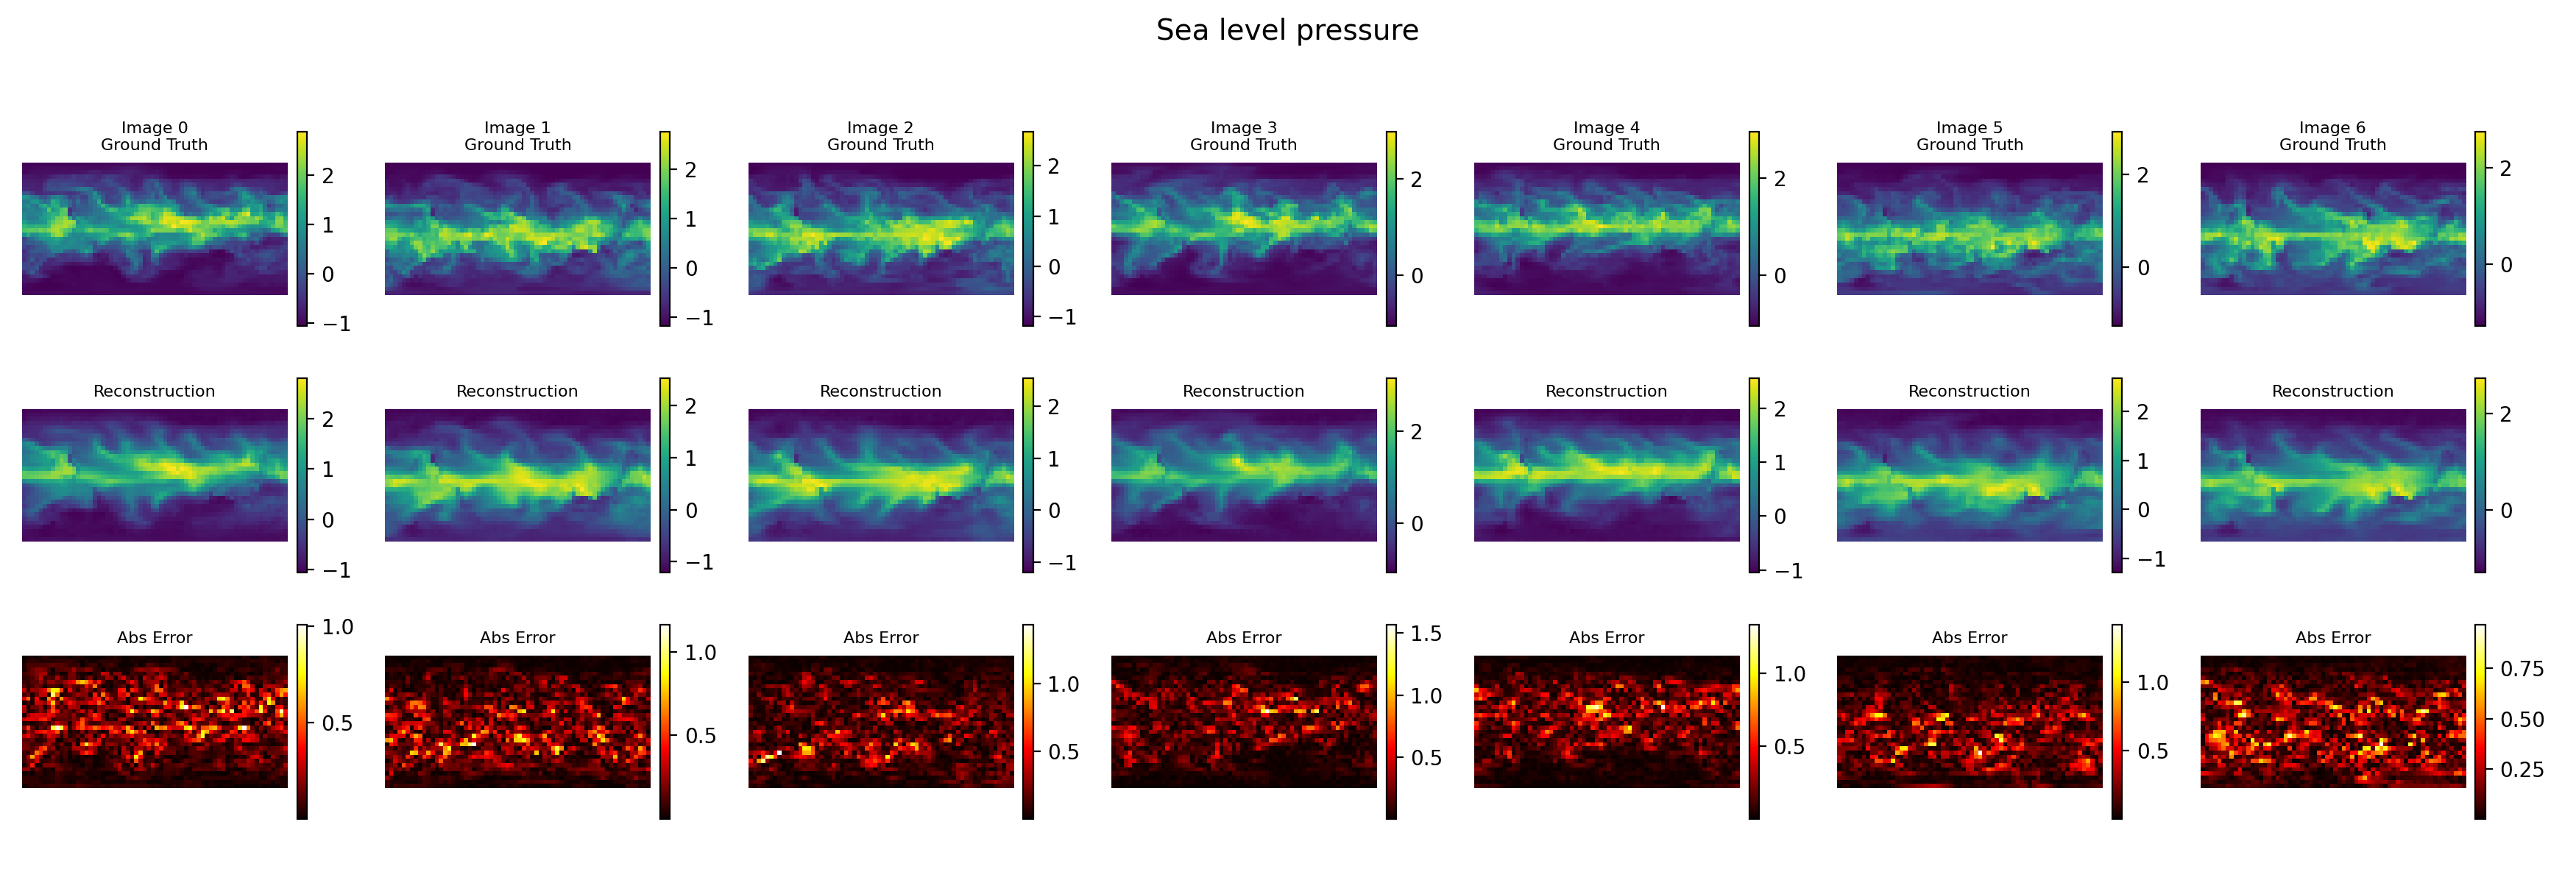 Sea level pressure
Image 0
Ground Truth
2
1
0
−1
Image 1
Ground Truth
2
1
0
−1
Image 2
Ground Truth
2
1
0
−1
Image 3
Ground Truth
2
0
Image 4
Ground Truth
2
0
Image 5
Ground Truth
2
0
Image 6
Ground Truth
2
0
Reconstruction
2
1
0
−1
Reconstruction
2
1
0
−1
Reconstruction
2
1
0
−1
Reconstruction
2
0
Reconstruction
2
1
0
−1
Reconstruction
2
1
0
−1
Reconstruction
2
0
Abs Error
1.0
0.5
Abs Error
1.0
0.5
Abs Error
1.0
0.5
Abs Error
1.5
1.0
0.5
Abs Error
1.0
0.5
Abs Error
1.0
0.5
Abs Error
0.75
0.50
0.25